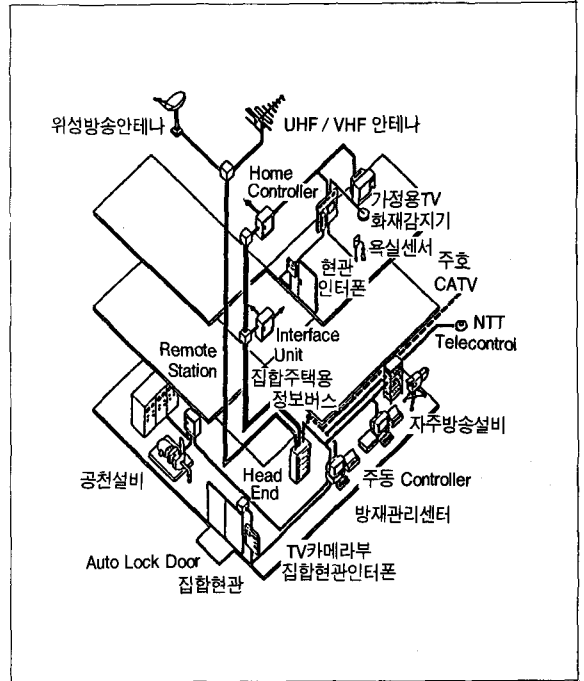 위성방송안테나
UHF / VHF 안테나
Home
Controller
가정용TV
화재감지기
욕실센서
현관
인터폰
주호
CATV
NTT
Telecontrol
Remote
Station
Interface
Unit
집합주택용
정보버스
자주방송설비
공천설비
Head
End
주동 Controller
방재관리센터
Auto Lock Door
집합현관
TV카메라부
집합현관인터폰